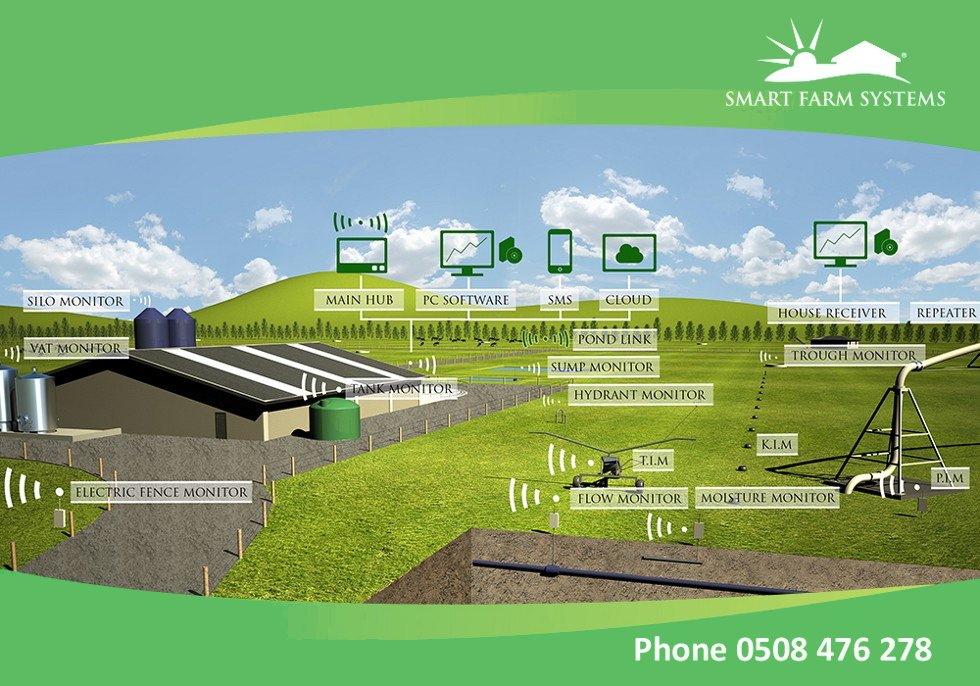 SMART FARM SYSTEMS
SILO MONITOR
MAIN HUB
PC SOFTWARE
SMS
CLOUD
HOUSE RECEIVER
REPEATER
VAT MONITOR
POND LINK
TROUGH MONITOR
SUMP MONITOR
TANK MONITOR
HYDRANT MONITOR
K.I.M
T.I.M
P.I.M
ELECTRIC FENCE MONITOR
FLOW MONITOR
MOISTURE MONITOR
Phone 0508 476 278